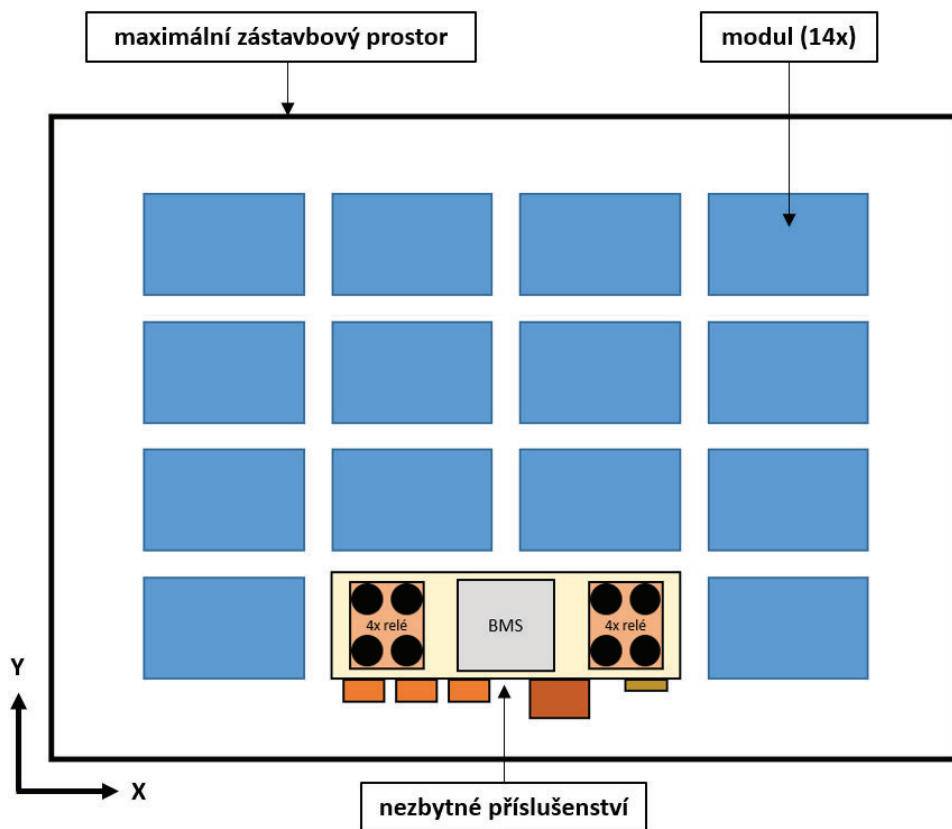 maximální zástavbový prostor
modul (14x)
4x relé
BMS
4x relé
Y
X
nezbytné příslušenství